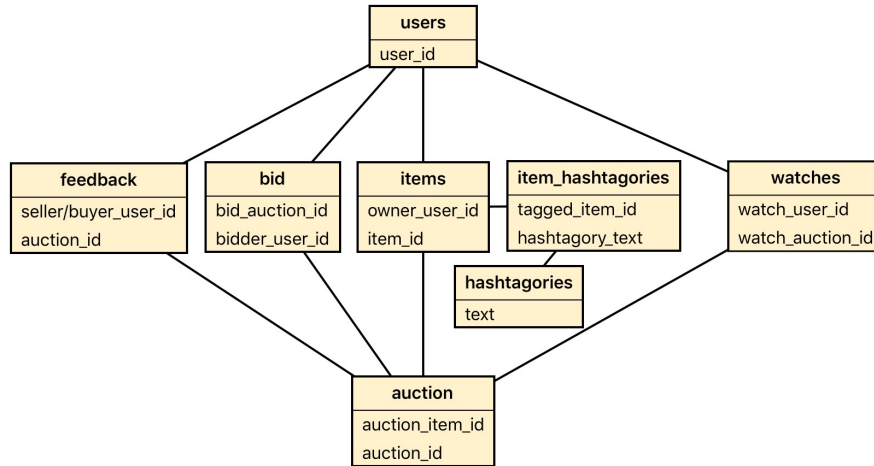 users
user_id
feedback
seller/buyer_user_id
auction_id
bid
bid_auction_id
bidder_user_id
items
owner_user_id
item_id
item_hashtagories
tagged_item_id
hashtagory_text
watches
watch_user_id
watch_auction_id
hashtagories
text
auction
auction_item_id
auction_id